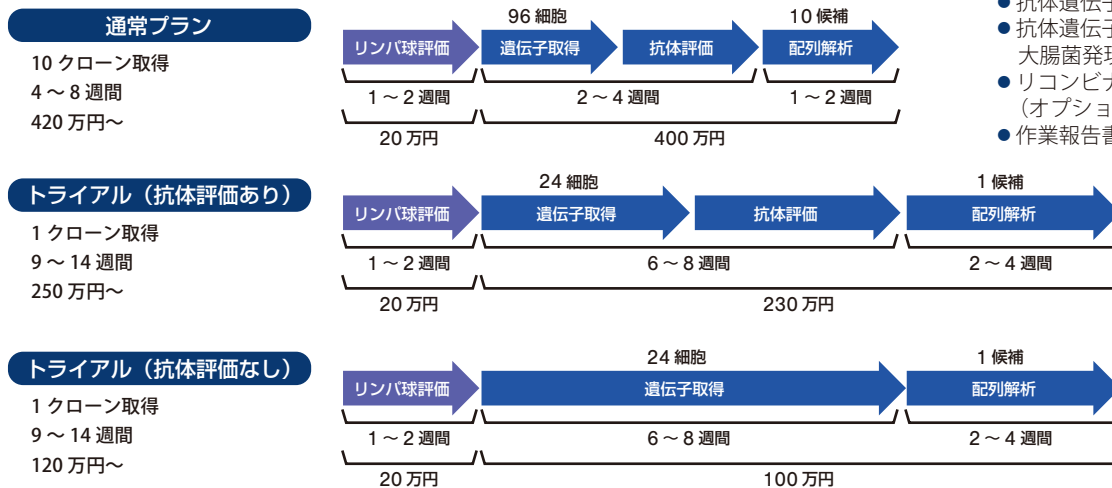 通常プラン
10 クローン取得
4 ～ 8 週間
420 万円～
96 細胞
10 候補
リンパ球評価
遺伝子取得
抗体評価
配列解析
1 ～ 2 週間
2 ～ 4 週間
1 ～ 2 週間
20 万円
400 万円
● 抗体遺伝子
● 抗体遺伝子
大腸菌発現
● リコンビナ
（オプショ
● 作業報告書
トライアル（抗体評価あり）
1 クローン取得
9 ～ 14 週間
250 万円～
24 細胞
1 候補
リンパ球評価
遺伝子取得
抗体評価
配列解析
1 ～ 2 週間
6 ～ 8 週間
2 ～ 4 週間
20 万円
230 万円
トライアル（抗体評価なし）
1 クローン取得
9 ～ 14 週間
120 万円～
24 細胞
1 候補
リンパ球評価
遺伝子取得
配列解析
1 ～ 2 週間
6 ～ 8 週間
2 ～ 4 週間
20 万円
100 万円